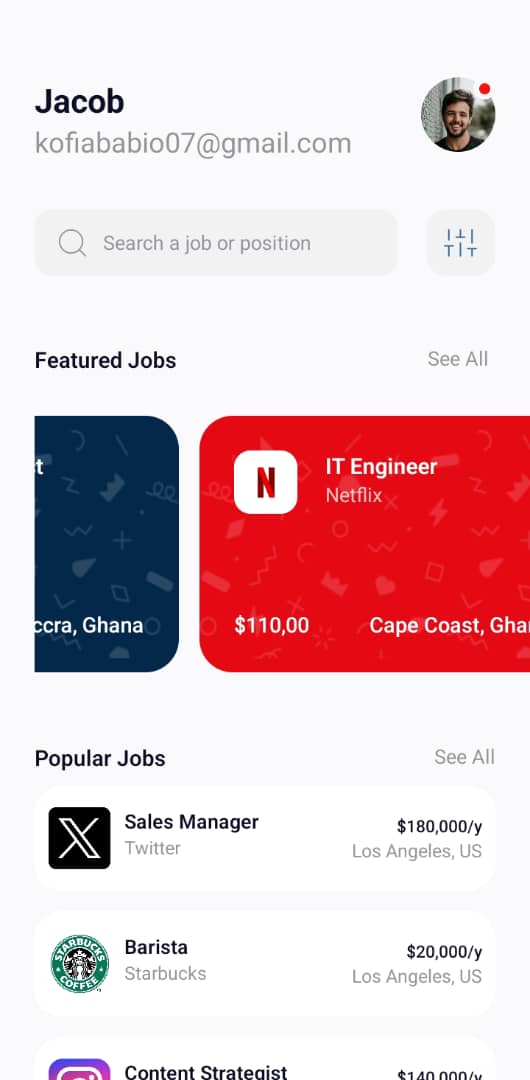 Jacob
kofiababio07@gmail.com
Search a job or position
Featured Jobs
See All
t
ccra, Ghana
N
IT Engineer
Netflix
$110,00
Cape Coast, Gha
Popular Jobs
See All
Sales Manager
Twitter
$180,000/y
Los Angeles, US
STARBUCKS
COFFEE
Barista
Starbucks
$20,000/y
Los Angeles, US
Content Strategist
$140,000/y